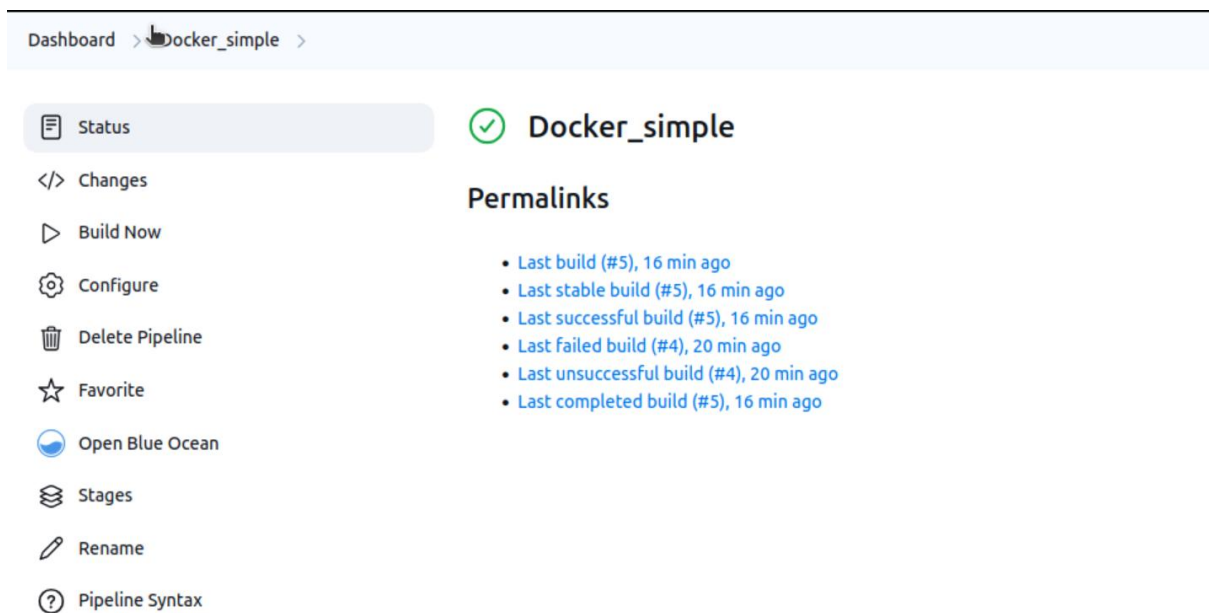 Dashboard > Docker_simple >
Status
Changes
Build Now
Configure
Delete Pipeline
Favorite
Open Blue Ocean
Stages
Rename
Pipeline Syntax
Docker_simple
Permalinks
• Last build (#5), 16 min ago
• Last stable build (#5), 16 min ago
• Last successful build (#5), 16 min ago
• Last failed build (#4), 20 min ago
• Last unsuccessful build (#4), 20 min ago
• Last completed build (#5), 16 min ago